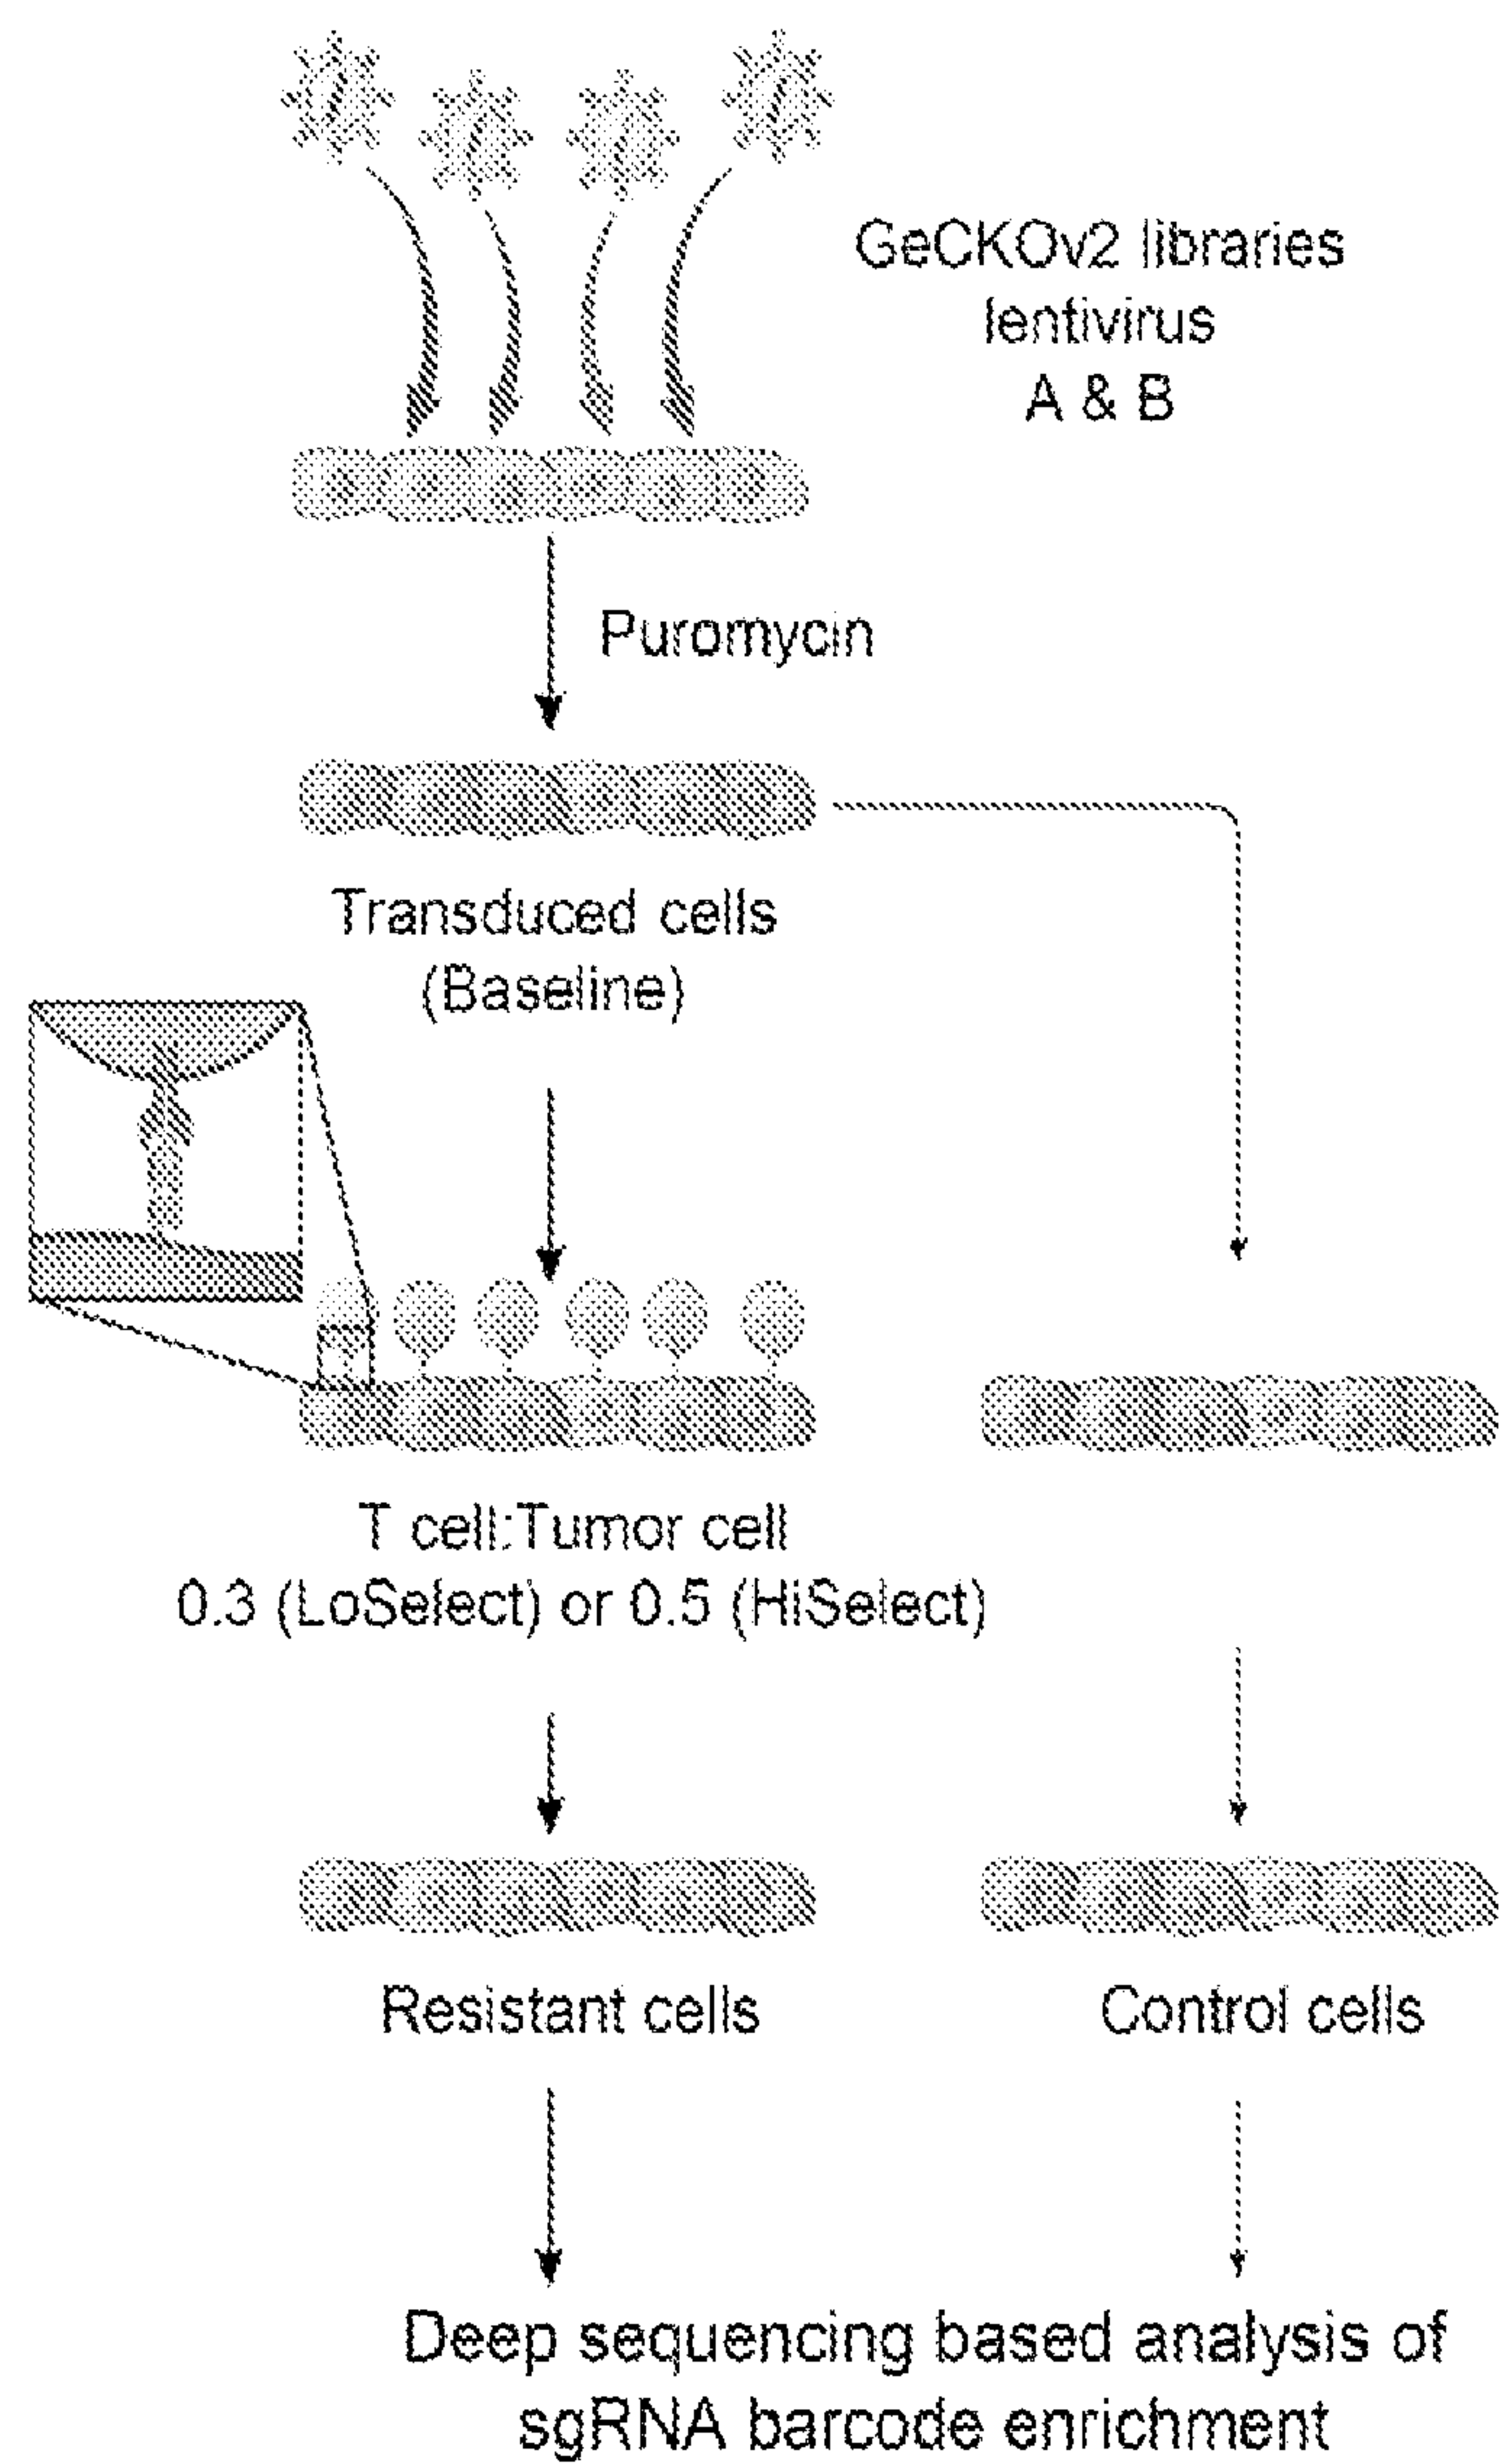 GeCKOv2 libraries
lentivirus
A & B
Puromycin
Transduced cells
(Baseline)
T cell:Tumor cell
0.3 (LoSelect) or 0.5 (HiSelect)
Resistant cells
Control cells
Deep sequencing based analysis of
sgRNA barcode enrichment